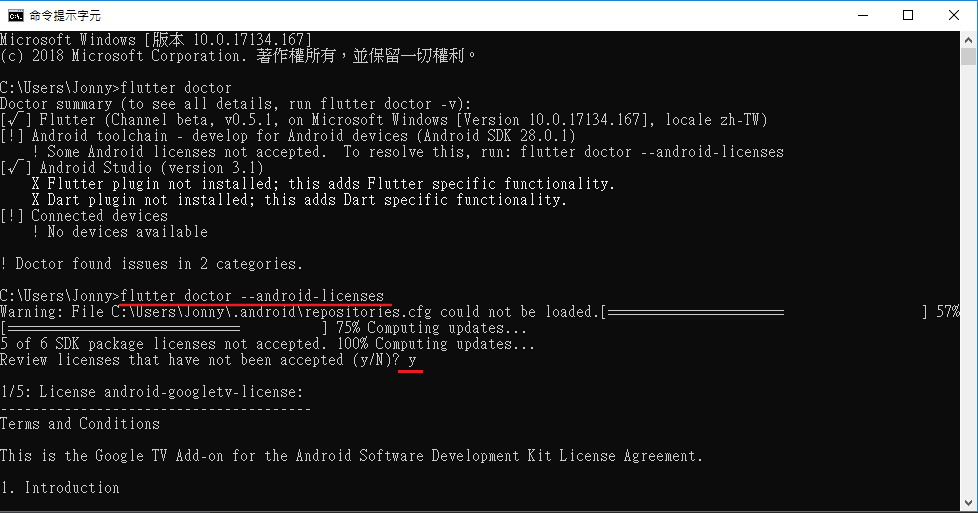 命令提示字元
Microsoft Windows [版本 10.0.17134.167]
(c) 2018 Microsoft Corporation. 著作權所有，並保留一切權利。
C:\Users\Jonny>flutter doctor
Doctor summary (to see all details, run flutter doctor -v):
[√] Flutter (Channel beta, v0.5.1, on Microsoft Windows [Version 10.0.17134.167], locale zh-TW)
[!] Android toolchain - develop for Android devices (Android SDK 28.0.1)
! Some Android licenses not accepted.  To resolve this, run: flutter doctor --android-licenses
[√] Android Studio (version 3.1)
X Flutter plugin not installed; this adds Flutter specific functionality.
X Dart plugin not installed; this adds Dart specific functionality.
[!] Connected devices
! No devices available
! Doctor found issues in 2 categories.
C:\Users\Jonny>flutter doctor --android-licenses
Warning: File C:\Users\Jonny\.android\repositories.cfg could not be loaded.[======================                 ] 57%
[=============================          ] 75% Computing updates...
5 of 6 SDK package licenses not accepted. 100% Computing updates...
Review licenses that have not been accepted (y/N)? y
1/5: License android-googletv-license:
---------------------------------------
Terms and Conditions
This is the Google TV Add-on for the Android Software Development Kit License Agreement.
1. Introduction